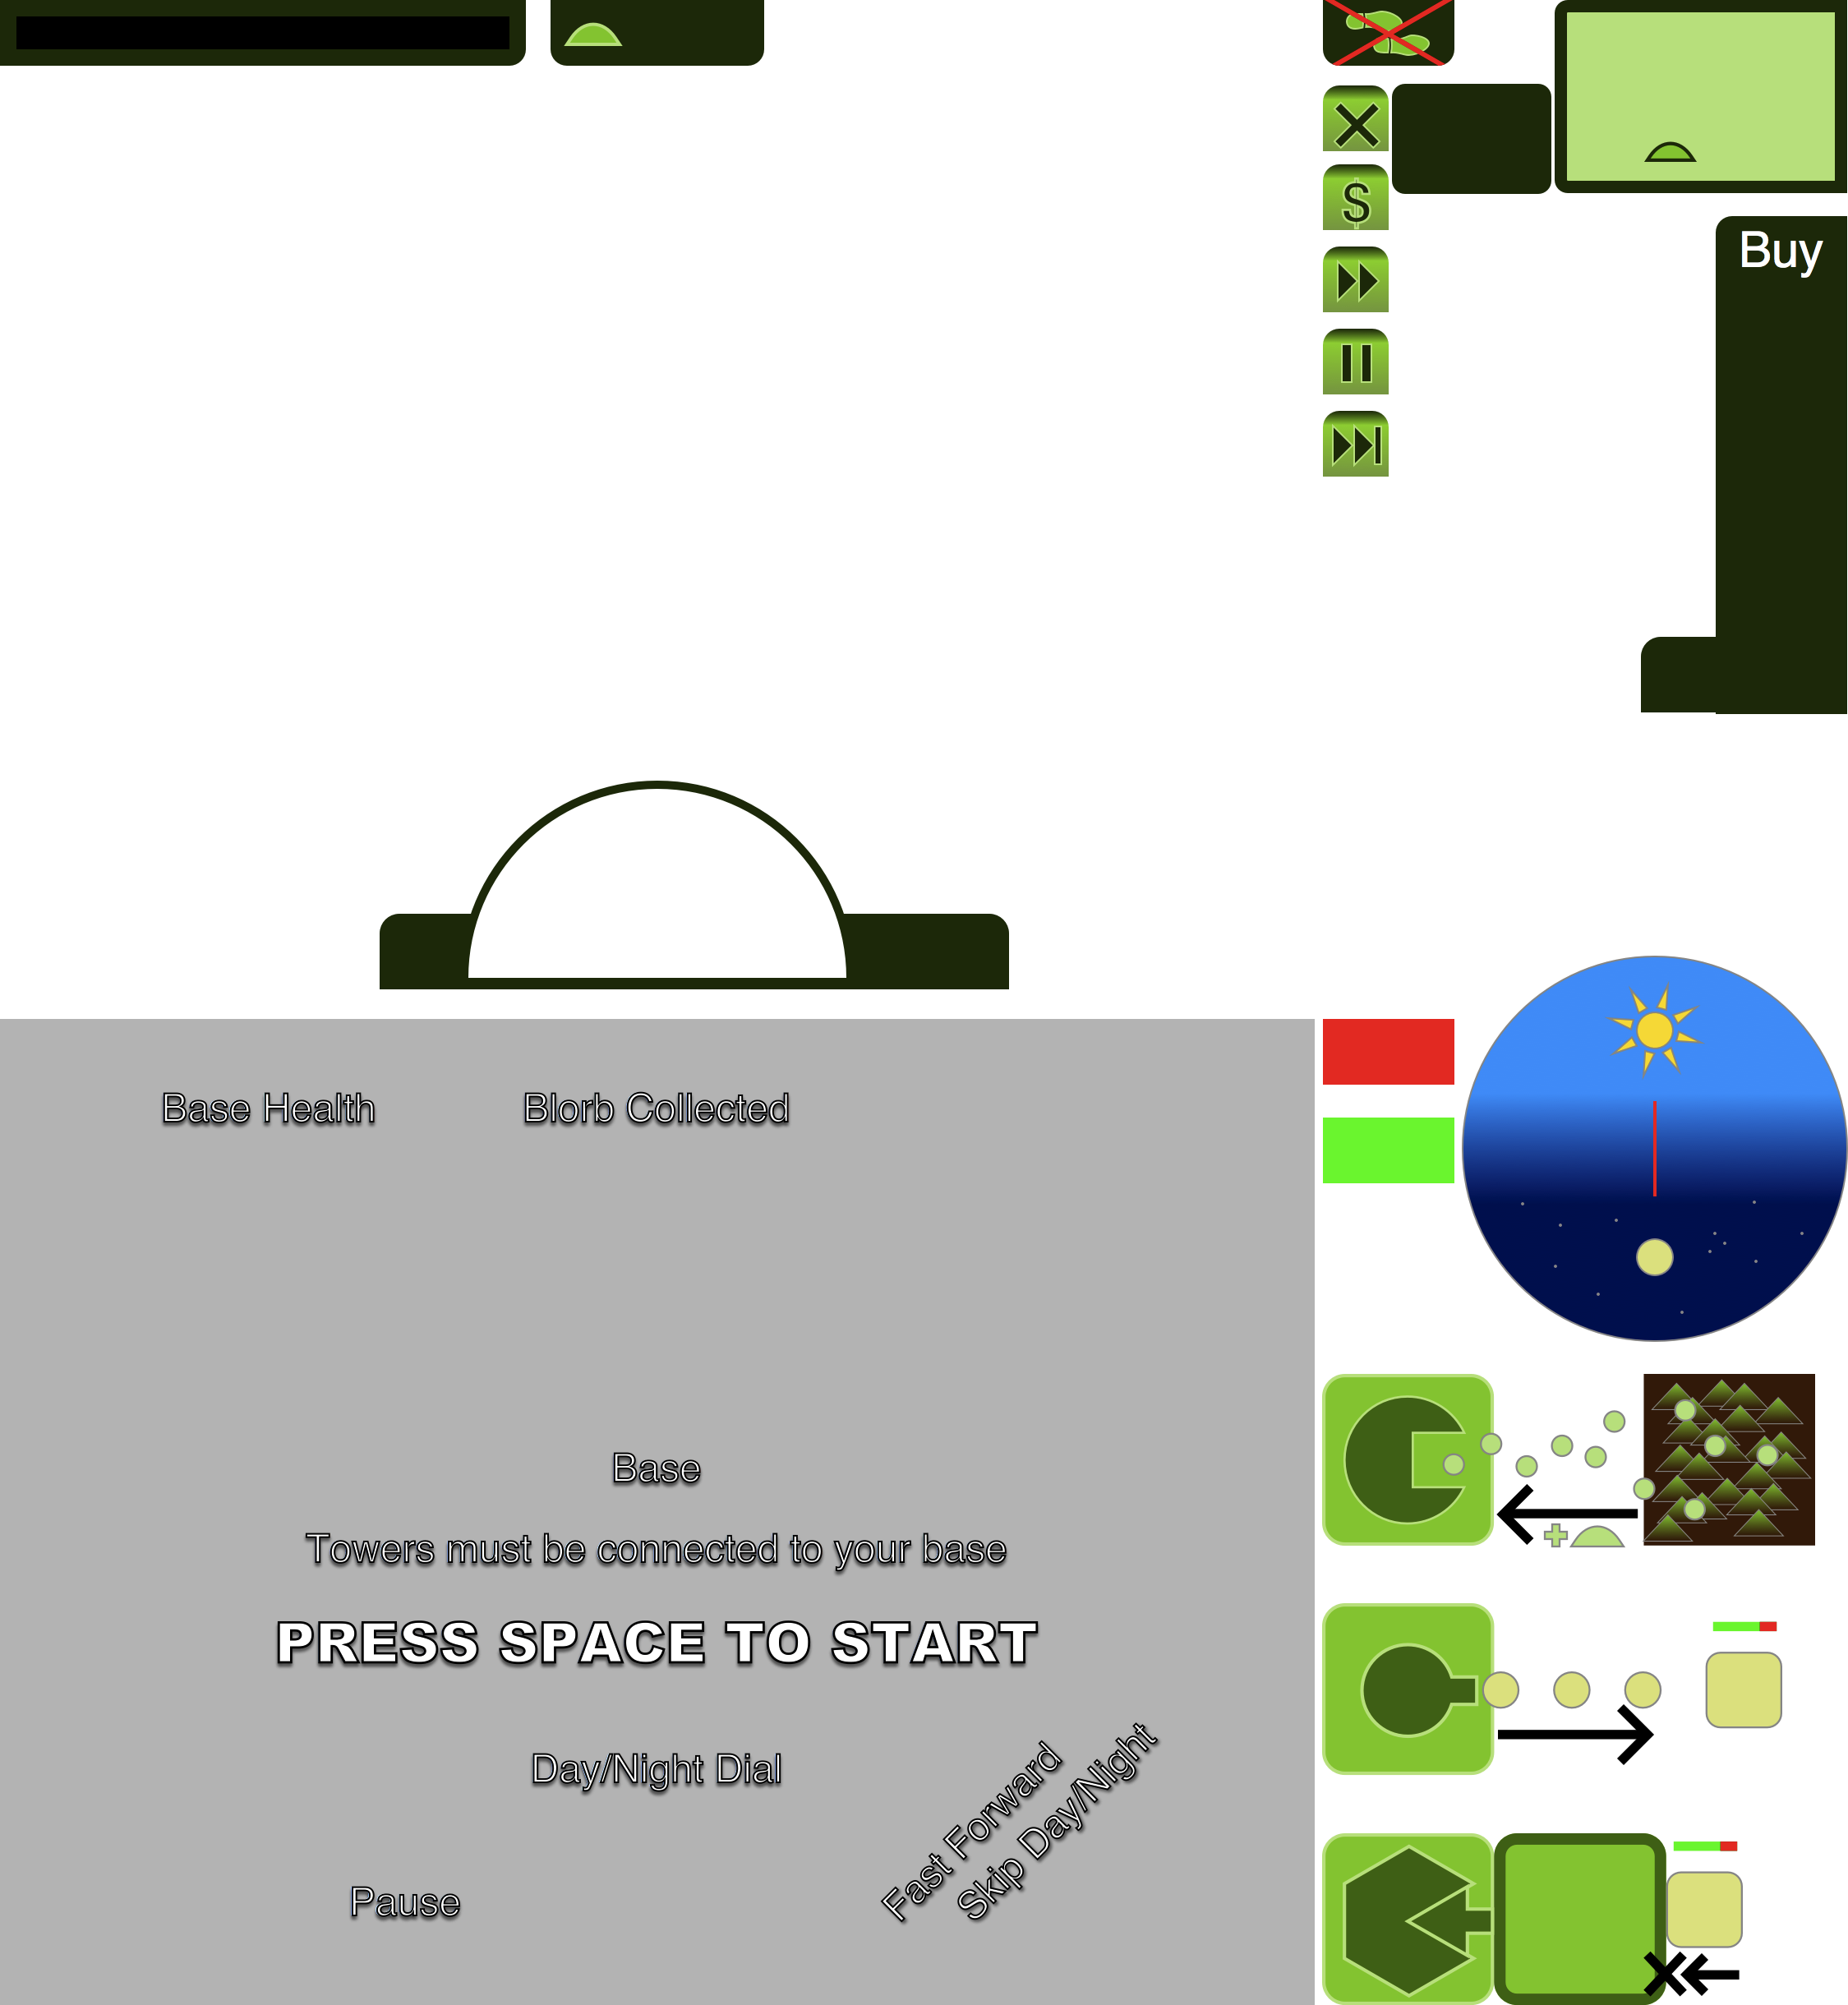 $
Buy
Base Health
Blorb Collected
Base
Towers must be connected to your base
PRESS SPACE TO START
Day/Night Dial
Fast Forward
Skip Day/Night
Pause